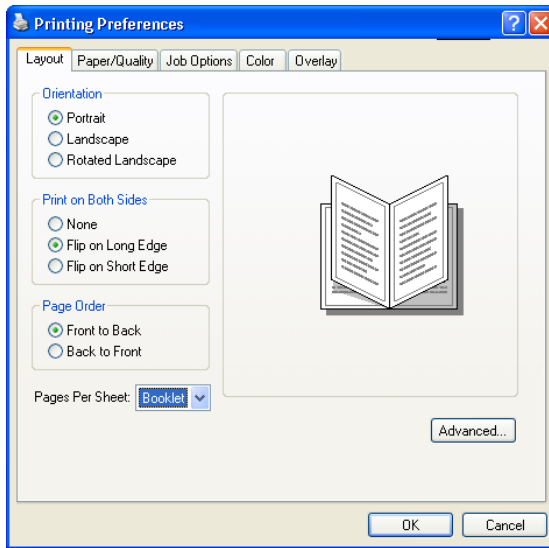 Printing Preferences
Layout Paper/Quality Job Options Color Overlay
Orientation
Portrait
Landscape
Rotated Landscape
Print on Both Sides
None
Flip on Long Edge
Flip on Short Edge
Page Order
Front to Back
Back to Front
Pages Per Sheet: Booklet
Advanced...
OK Cancel